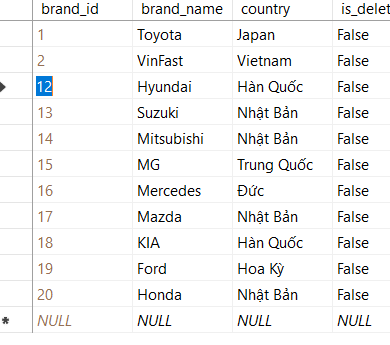 brand_id brand_name country is_delet
1 Toyota Japan False
2 VinFast Vietnam False
12 Hyundai Hàn Quốc False
13 Suzuki Nhật Bản False
14 Mitsubishi Nhật Bản False
15 MG Trung Quốc False
16 Mercedes Đức False
17 Mazda Nhật Bản False
18 KIA Hàn Quốc False
19 Ford Hoa Kỳ False
20 Honda Nhật Bản False
* NULL NULL NULL NULL